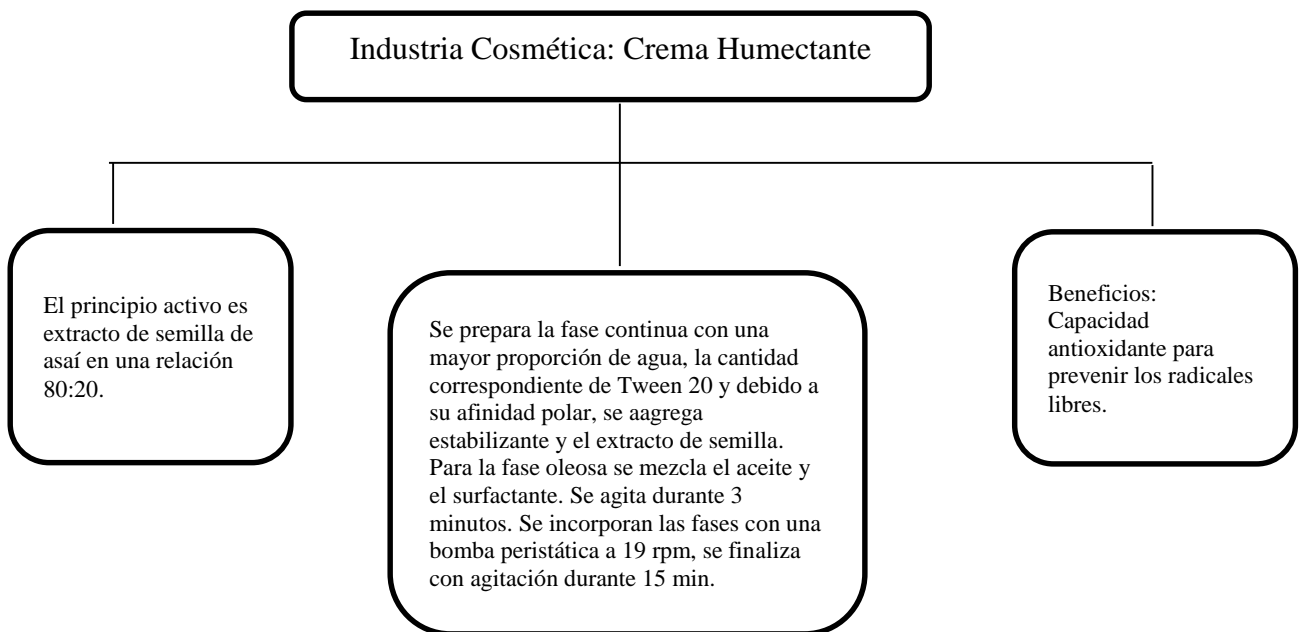 Industria Cosmética: Crema Humectante
El principio activo es
extracto de semilla de
asaí en una relación
80:20.
Se prepara la fase continua con una
mayor proporción de agua, la cantidad
correspondiente de Tween 20 y debido a
su afinidad polar, se aagrega
estabilizante y el extracto de semilla.
Para la fase oleosa se mezcla el aceite y
el surfactante. Se agita durante 3
minutos. Se incorporan las fases con una
bomba peristática a 19 rpm, se finaliza
con agitación durante 15 min.
Beneficios:
Capacidad
antioxidante para
prevenir los radicales
libres.